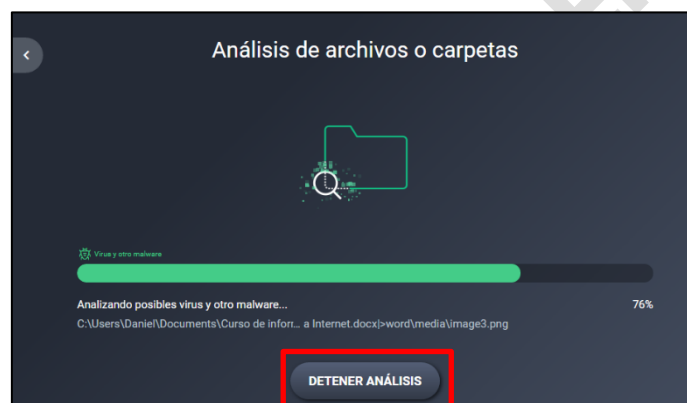 Análisis de archivos o carpetas
Virus y otro malware
Analizando posibles virus y otro malware...
76%
C:\Users\Daniel\Documents\Curso de inforr... a Internet.docx|>word\media\image3.png
DETENER ANÁLISIS